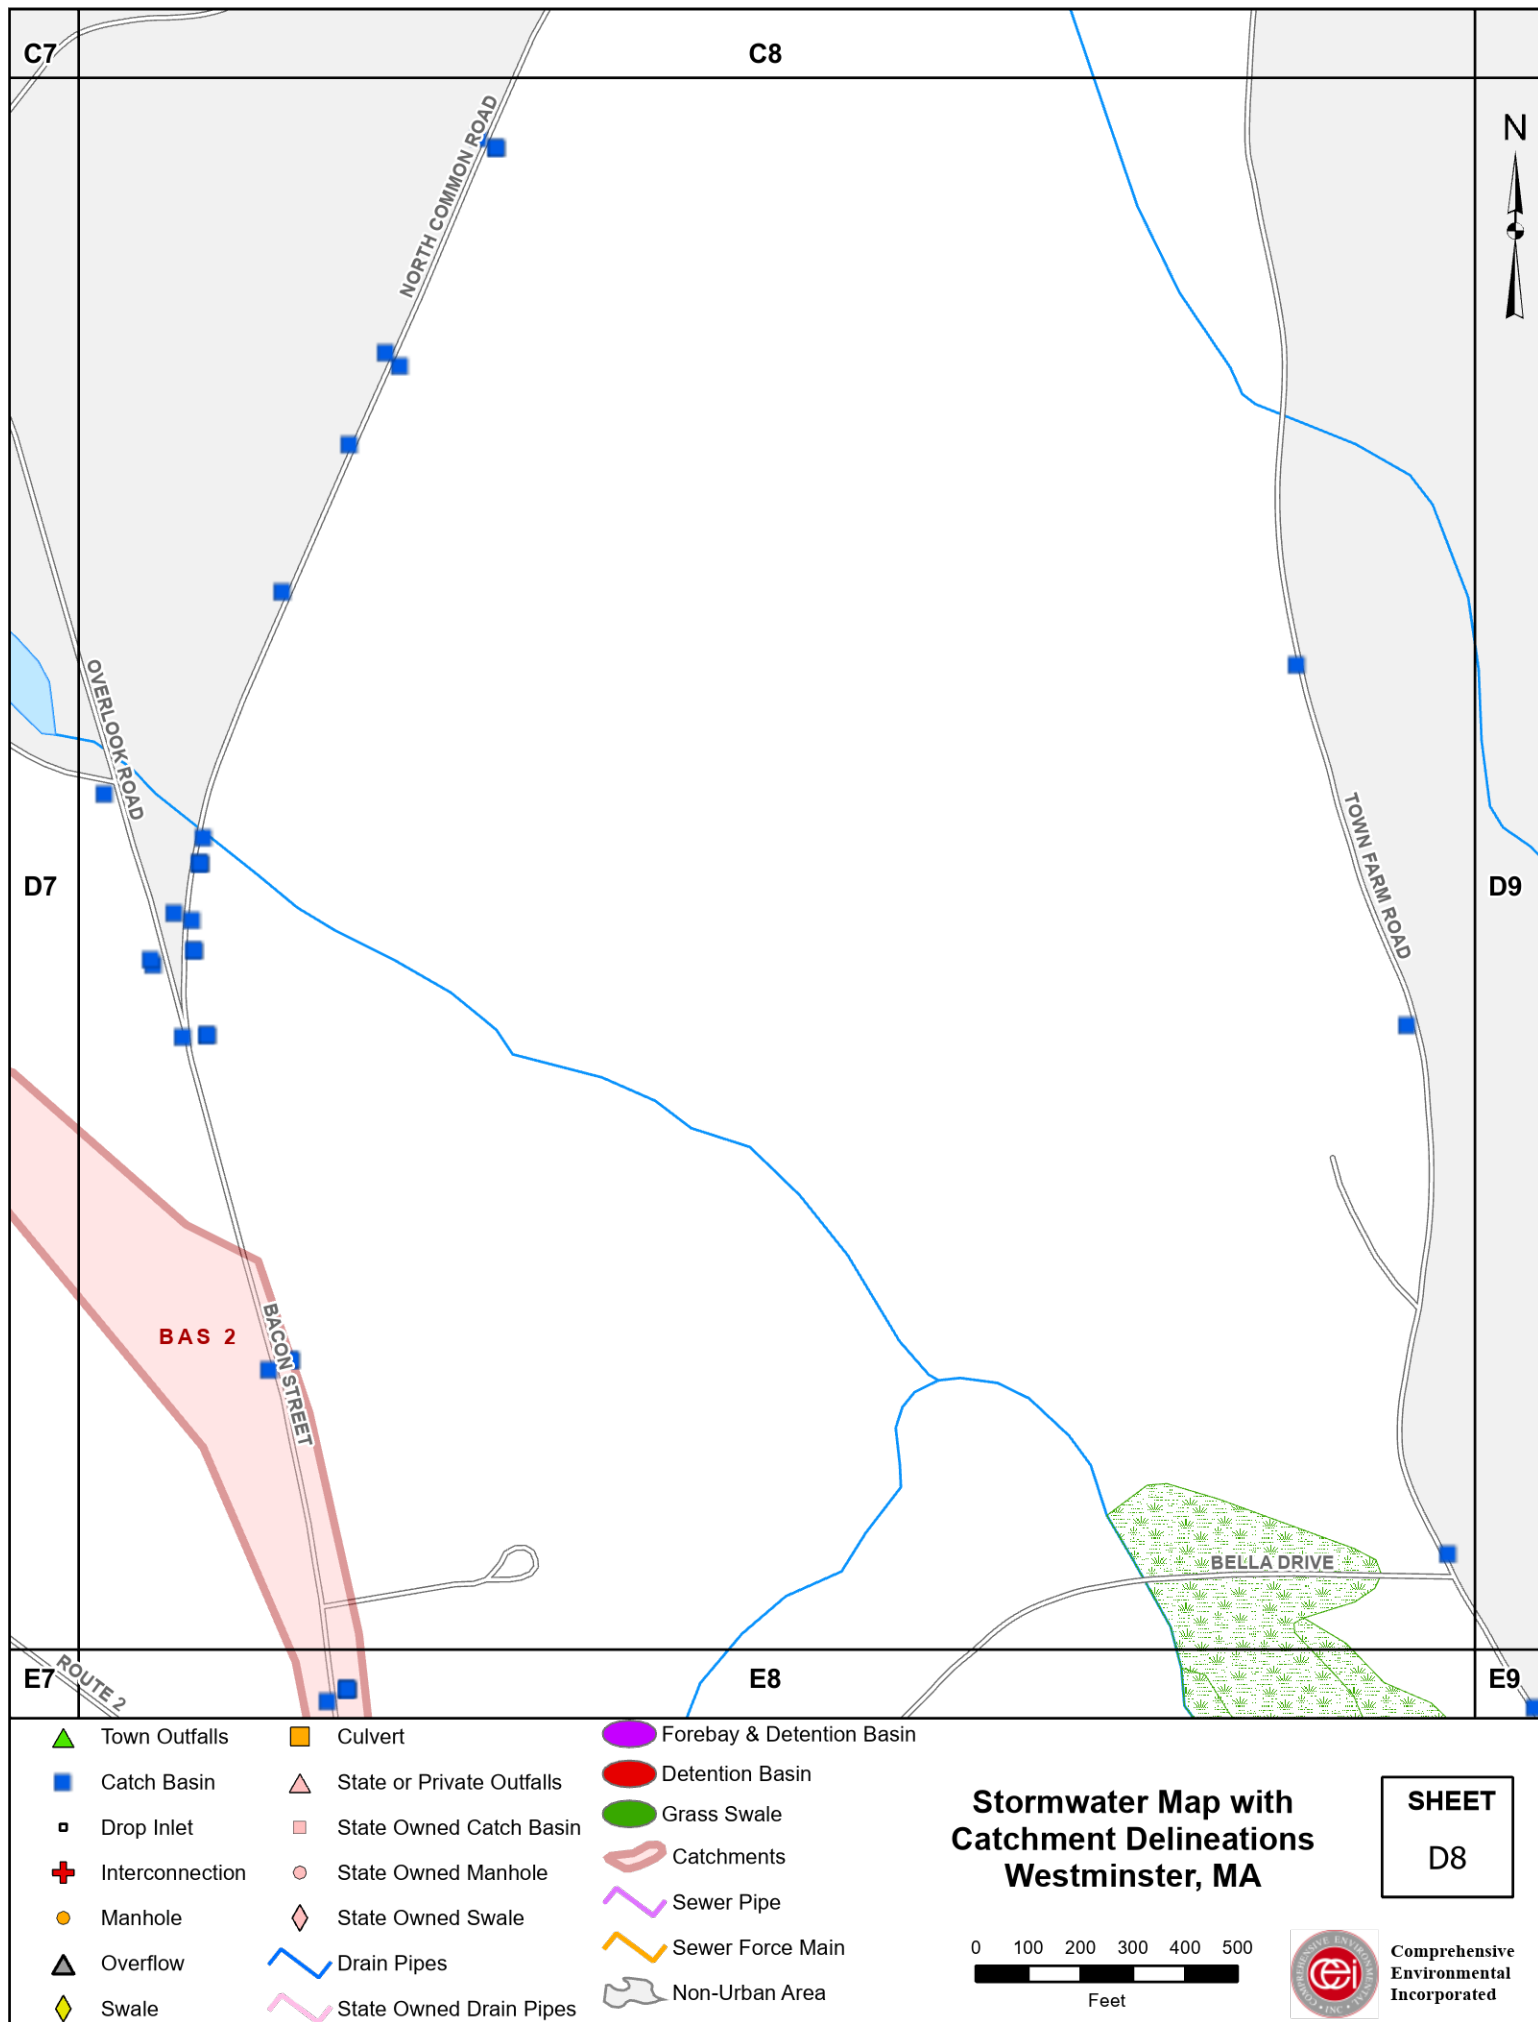 C7
C8
N
NORTH COMMON ROAD
OVERLOOK ROAD
D7
TOWN FARM ROAD
D9
BAS 2
BACON STREET
BELLA DRIVE
E7
ROUTE 2
E8
E9
Town Outfalls
Catch Basin
Drop Inlet
Interconnection
Manhole
Overflow
Swale
Culvert
State or Private Outfalls
State Owned Catch Basin
State Owned Manhole
State Owned Swale
Drain Pipes
State Owned Drain Pipes
Forebay & Detention Basin
Detention Basin
Grass Swale
Catchments
Sewer Pipe
Sewer Force Main
Non-Urban Area
Stormwater Map with
Catchment Delineations
Westminster, MA
SHEET
D8
0 100 200 300 400 500
Feet
COMPREHENSIVE ENVIRONMENTAL
• INC •
cei
Comprehensive
Environmental
Incorporated